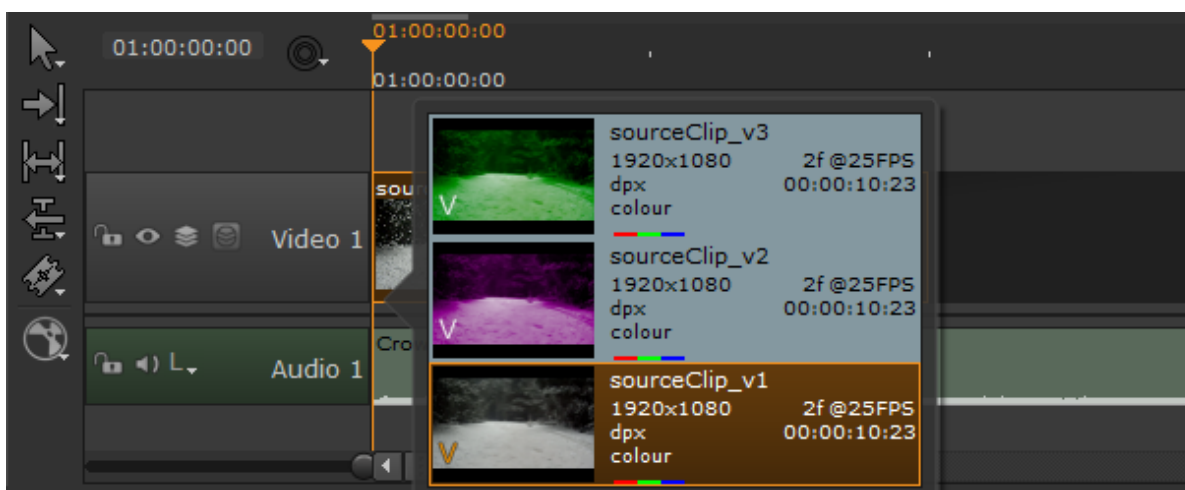 01:00:00:00
01:00:00:00
01:00:00:00
sourceClip_v3
1920x1080 2f @25FPS
dpx 00:00:10:23
colour
V
sou
Video 1
sourceClip_v2
1920x1080 2f @25FPS
dpx 00:00:10:23
colour
V
L
Audio 1
Cro
sourceClip_v1
1920x1080 2f @25FPS
dpx 00:00:10:23
colour
V